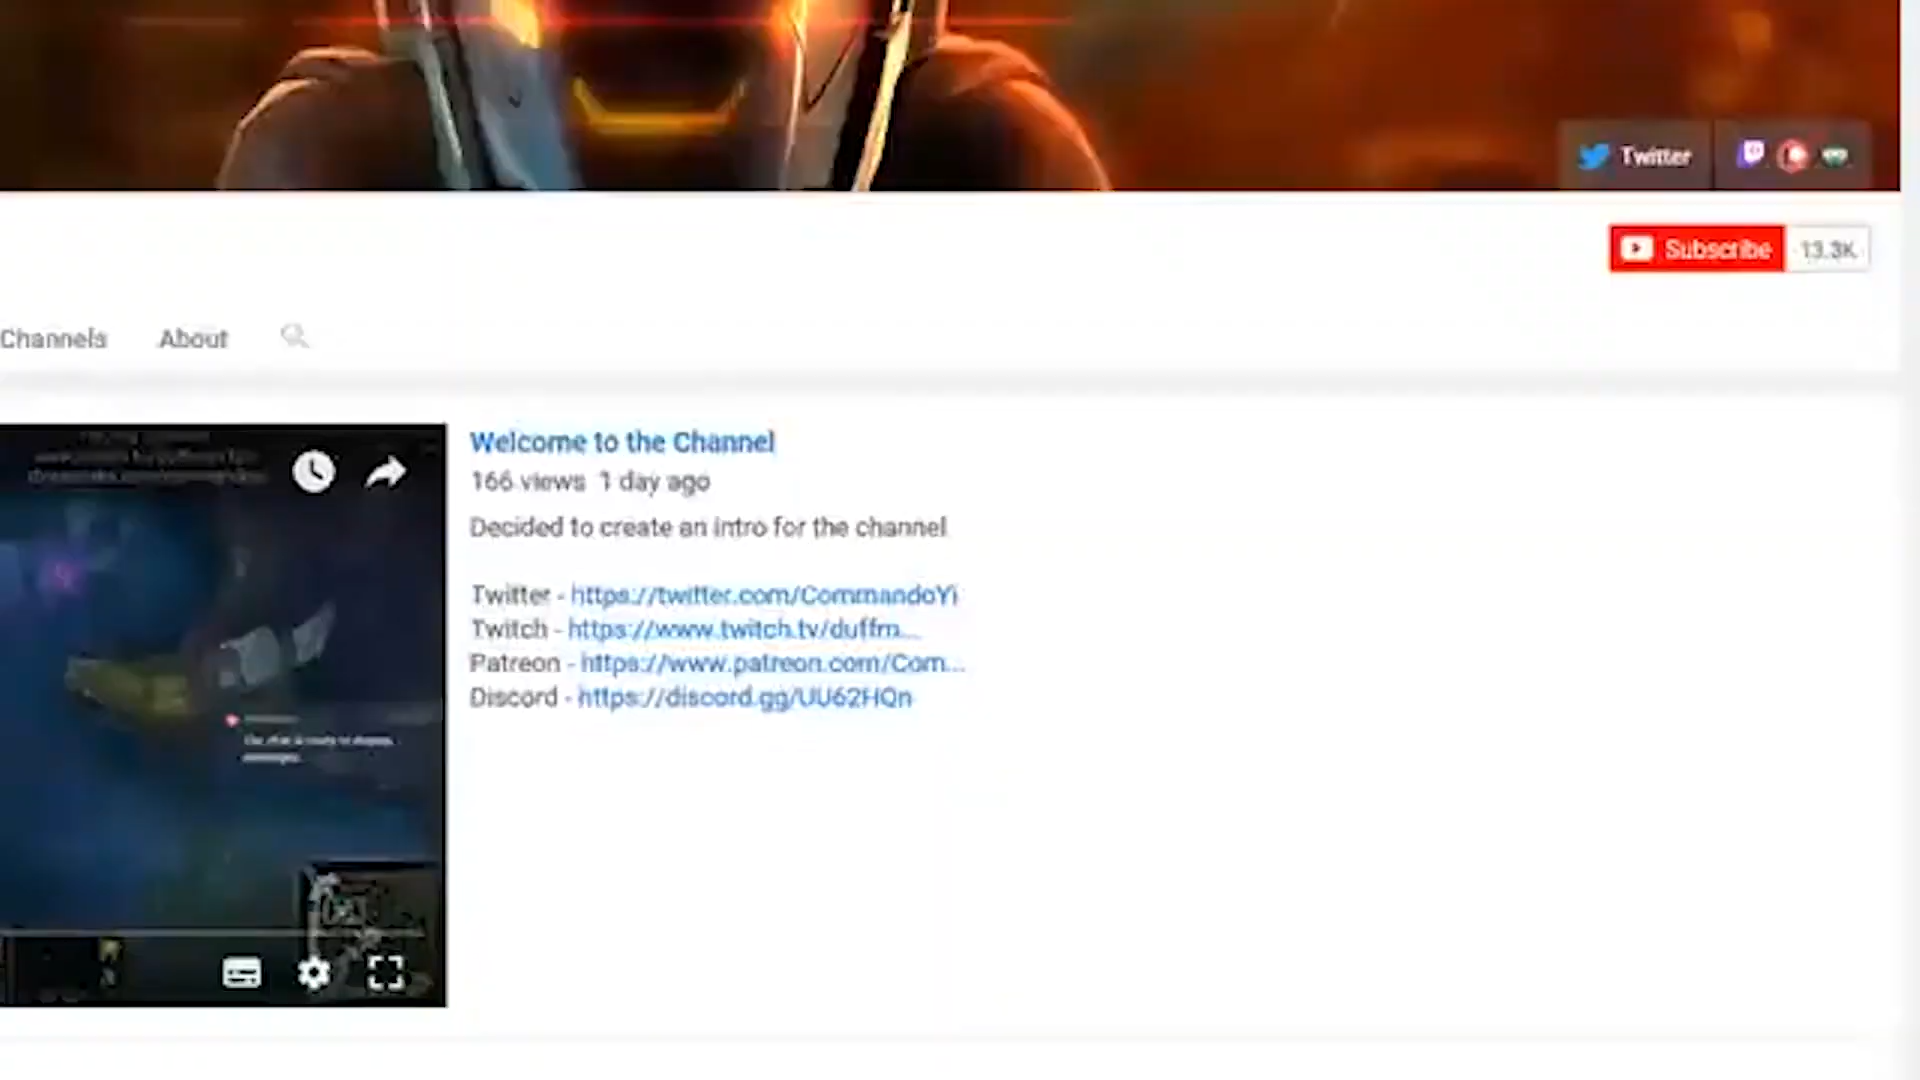 Twitter
Subscribe 13.3K
Channels About
Welcome to the Channel
166 views 1 day ago
Decided to create an intro for the channel
Twitter - https://twitter.com/CommandoYi
Twitch - https://www.twitch.tv/duffm...
Patreon - https://www.patreon.com/Com...
Discord - https://discord.gg/UU62HQn